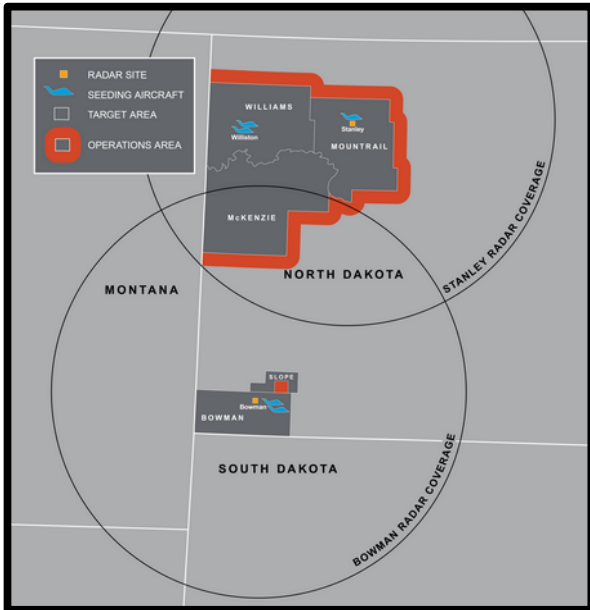 RADAR SITE
SEEDING AIRCRAFT
TARGET AREA
OPERATIONS AREA
WILLIAMS
Williston
Stanley
MOUNTRAIL
McKENZIE
STANLEY RADAR COVERAGE
NORTH DAKOTA
MONTANA
SLOPE
Bowman
BOWMAN
SOUTH DAKOTA
BOWMAN RADAR COVERAGE